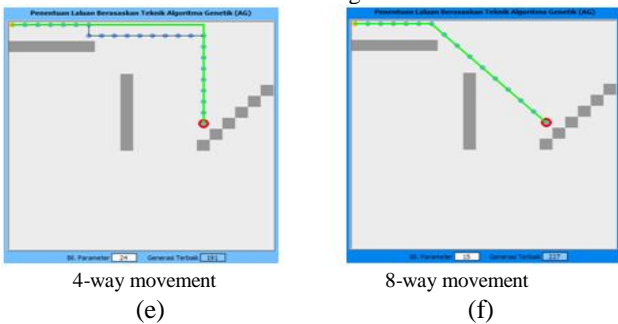 Penentuan Laluan Berasaskan Teknik Algoritma Genetik (AG)
Bil. Parameter 24 Generasi Terbaik 191
4-way movement
(e)
Penentuan Laluan Berasaskan Teknik Algoritma Genetik (AG)
Bil. Parameter 15 Generasi Terbaik 227
8-way movement
(f)